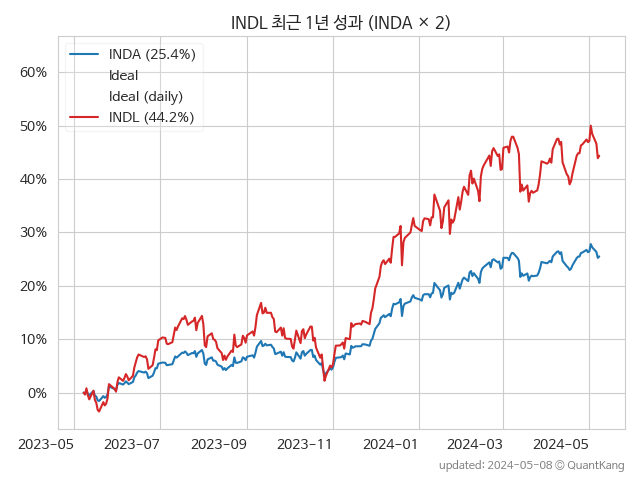 INDL 최근 1년 성과 (INDA × 2)
INDA (25.4%)
Ideal
Ideal (daily)
INDL (44.2%)
60%
50%
40%
30%
20%
10%
0%
2023-05 2023-07 2023-09 2023-11 2024-01 2024-03 2024-05
updated: 2024-05-08 © QuantKang